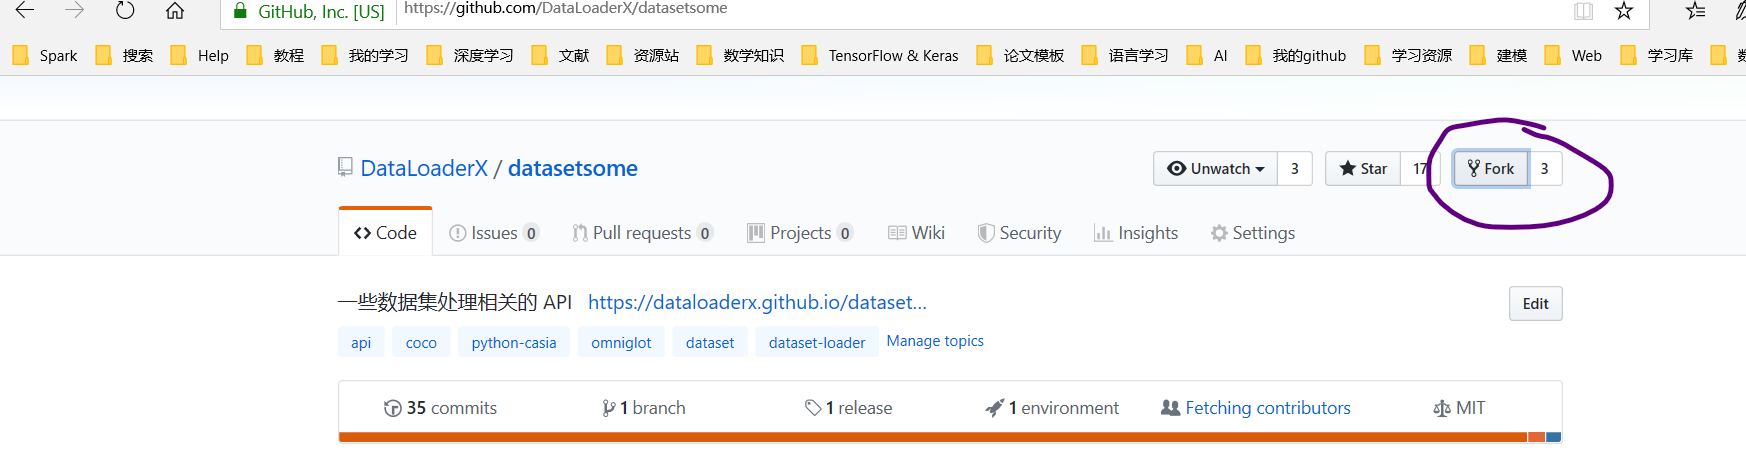 GitHub, Inc. [US] https://github.com/DataLoaderX/datasetsome
Spark 搜索 Help 教程 我的学习 深度学习 文献 资源站 数学知识 TensorFlow & Keras 论文模板 语言学习 AI 我的github 学习资源 建模 Web 学习库
DataLoaderX / datasetsome Unwatch 3 Star 17 Fork 3
Code Issues 0 Pull requests 0 Projects 0 Wiki Security Insights Settings
一些数据集处理相关的 API https://dataloaderx.github.io/dataset... Edit
api coco python-casia omniglot dataset dataset-loader Manage topics
35 commits 1 branch 1 release 1 environment Fetching contributors MIT